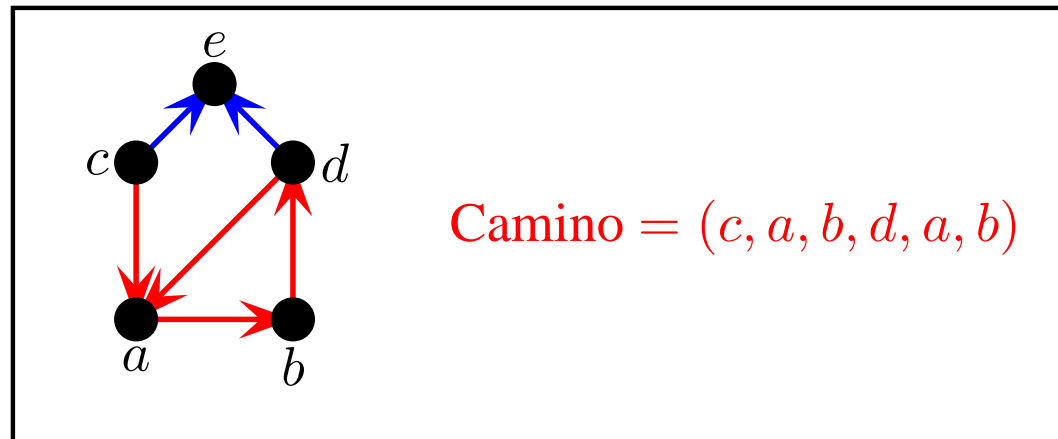 e
c
d
Camino = (c, a, b, d, a, b)
a
b